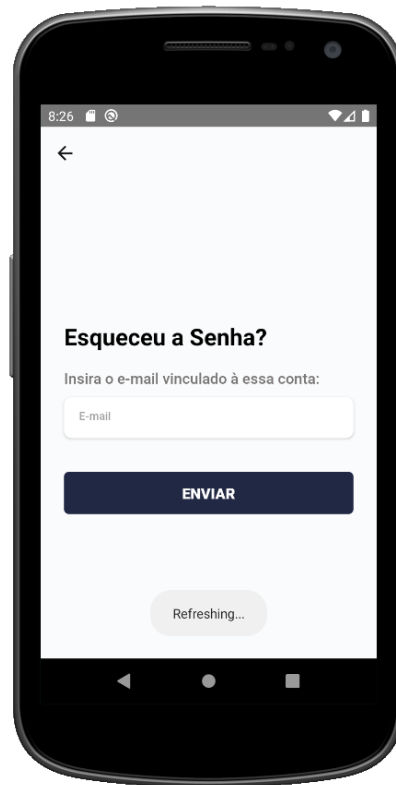 8:26
Esqueceu a Senha?
Insira o e-mail vinculado à essa conta:
E-mail
ENVIAR
Refreshing...